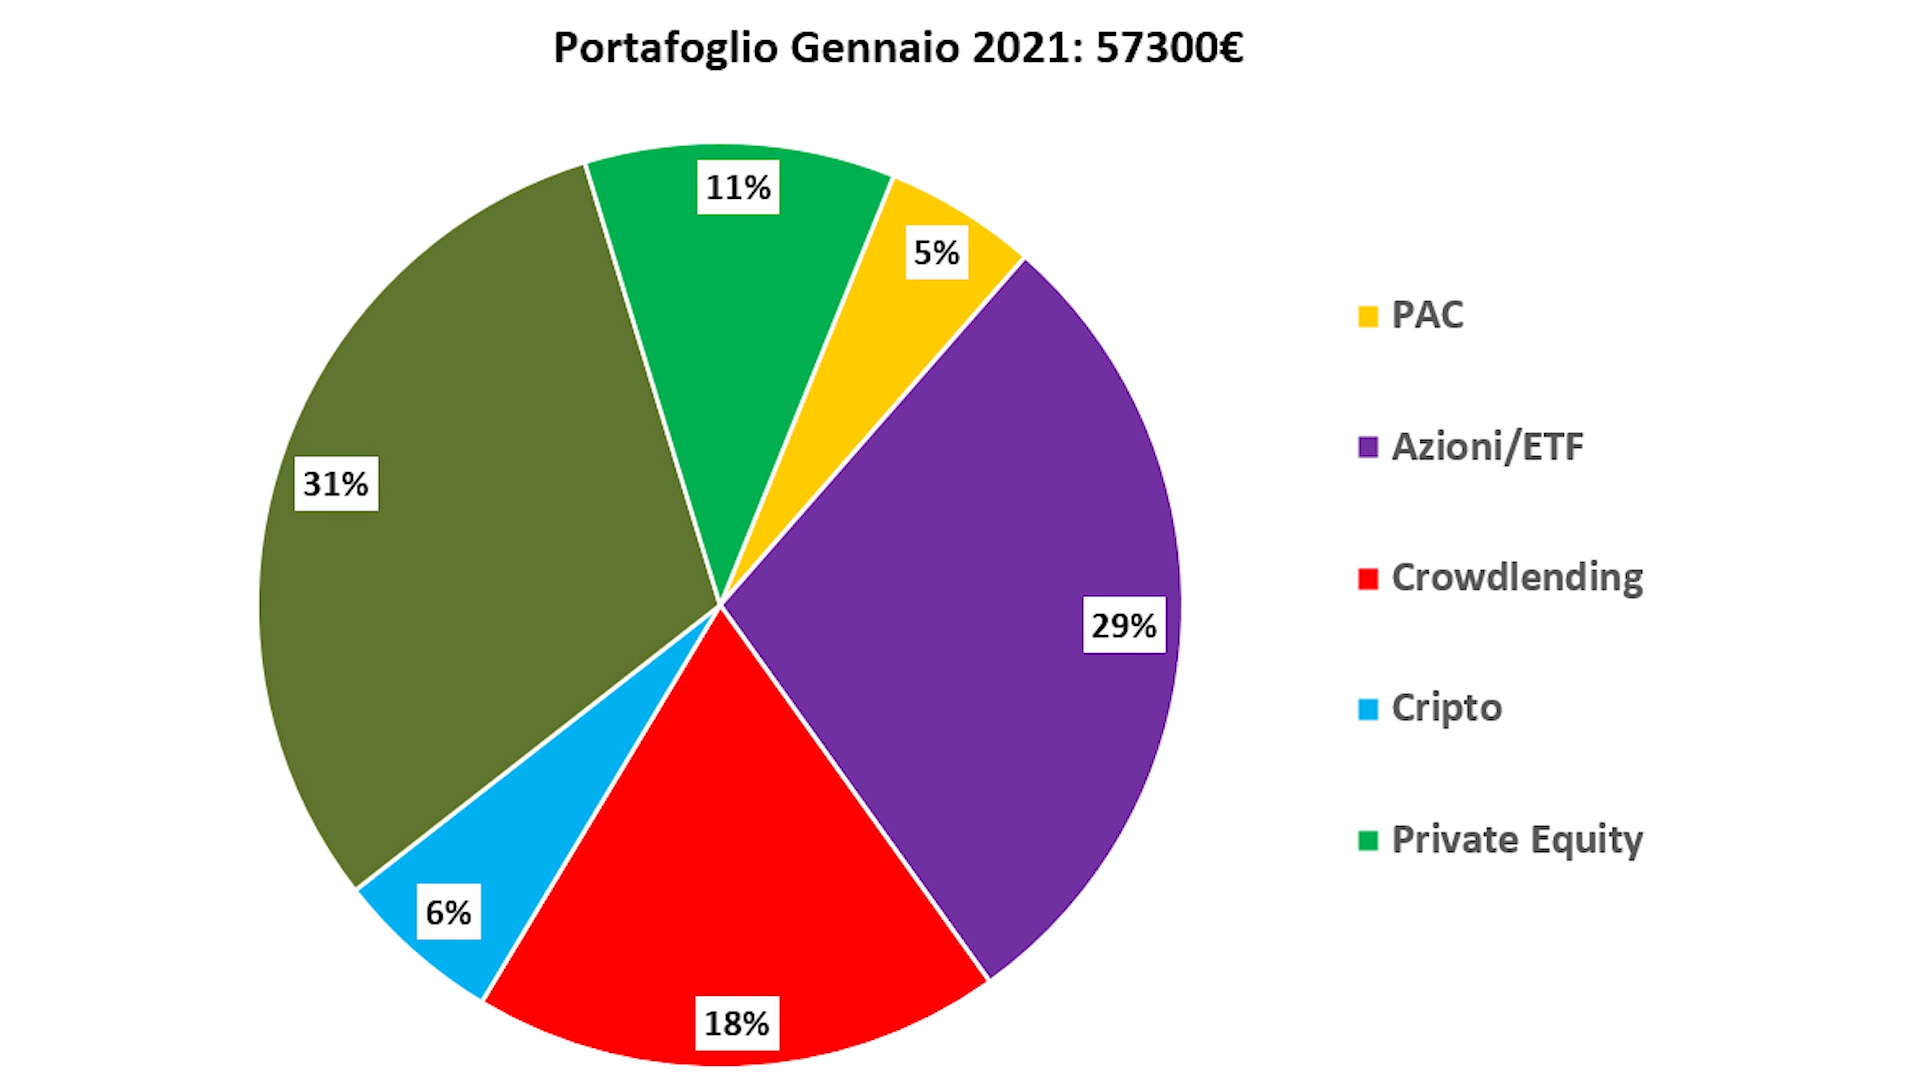 Portafoglio Gennaio 2021: 57300€
11%
5%
31%
29%
6%
18%
PAC
Azioni/ETF
Crowdlending
Cripto
Private Equity